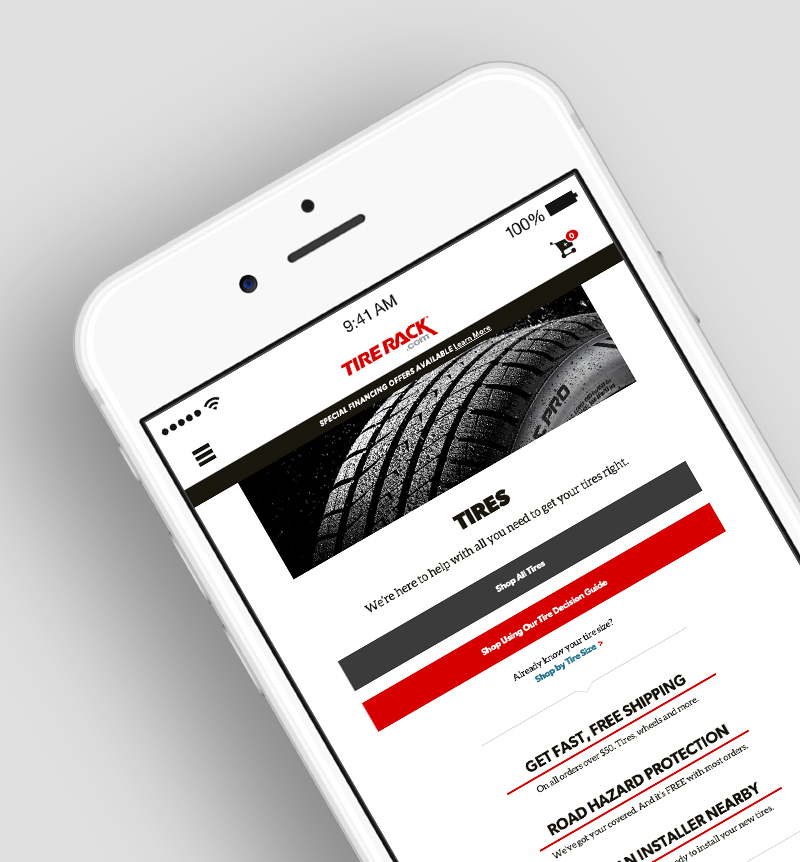 100%
9:41 AM
0
TIRE RACK
.com
SPECIAL FINANCING OFFERS AVAILABLE Learn More
PRO
TIRES
We're here to help with all you need to get your tires right.
Shop All Tires
Shop Using Our Tire Decision Guide
Already know your tire size?
Shop by Tire Size >
GET FAST, FREE SHIPPING
On all orders over $50. Tires, wheels and more.
ROAD HAZARD PROTECTION
We've got your covered. And it's FREE with most orders.
AN INSTALLER NEARBY
to install your new tires.